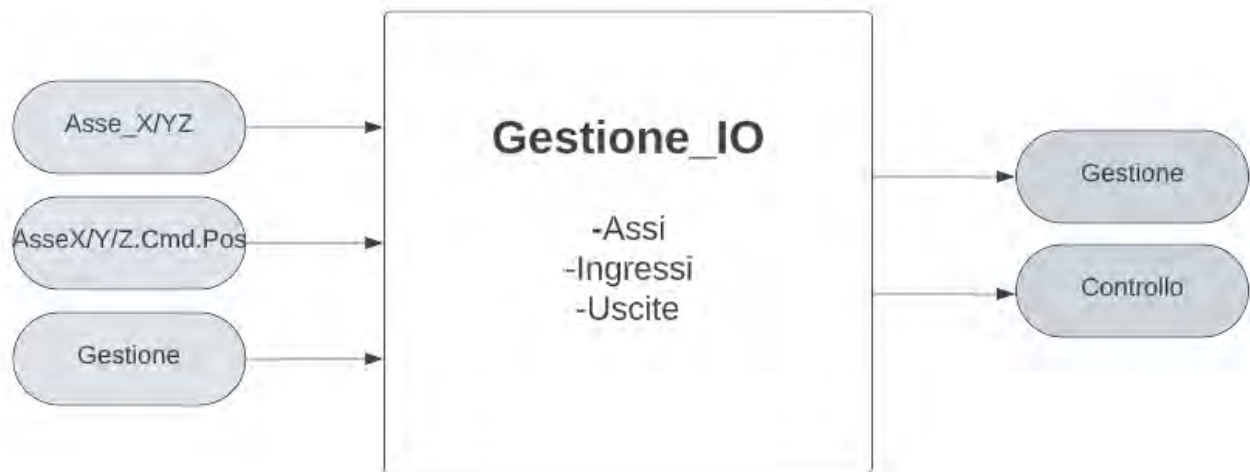 Asse_X/YZ
AsseX/Y/Z.Cmd.Pos
Gestione
Gestione_IO
-Assi
-Ingressi
-Uscite
Gestione
Controllo